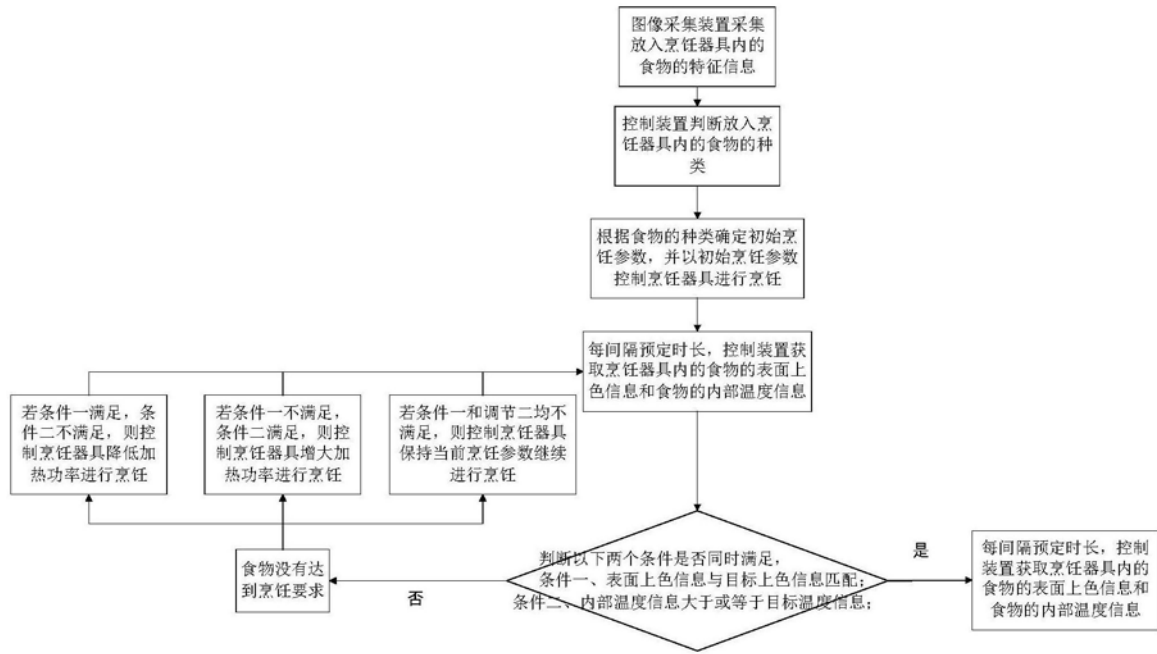 图像采集装置采集
放入烹饪器具内的
食物的特征信息
控制装置判断放入烹
饪器具内的食物的种
类
根据食物的种类确定初始烹
饪参数，并以初始烹饪参数
控制烹饪器具进行烹饪
每间隔预定时长，控制装置获
取烹饪器具内的食物的表面上
色信息和食物的内部温度信息
若条件一满足，条
件二不满足，则控
制烹饪器具降低加
热功率进行烹饪
若条件一不满足，
条件二满足，则控
制烹饪器具增大加
热功率进行烹饪
若条件一和调节二均不
满足，则控制烹饪器具
保持当前烹饪参数继续
进行烹饪
食物没有达
到烹饪要求
否
判断以下两个条件是否同时满足，
条件一、表面上色信息与目标上色信息匹配；
条件二、内部温度信息大于或等于目标温度信息；
是
每间隔预定时长，控制
装置获取烹饪器具内的
食物的表面上色信息和
食物的内部温度信息